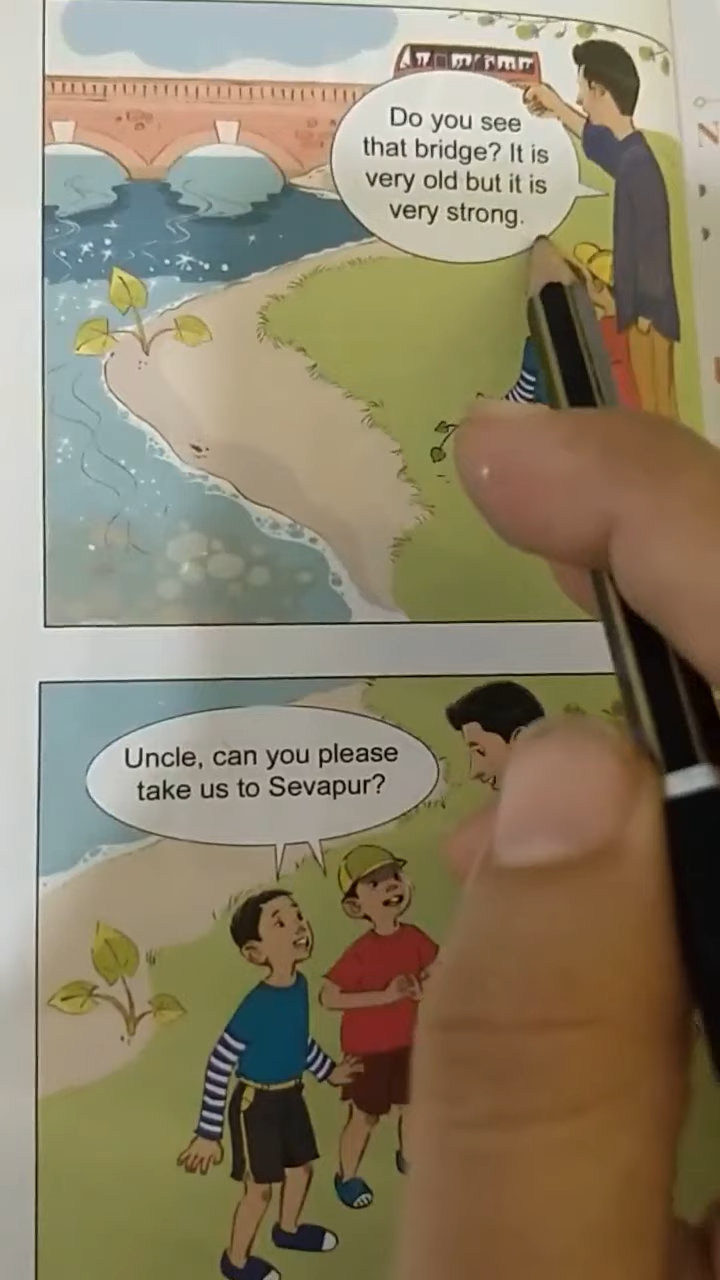 Do you see
that bridge? It is
very old but it is
very strong.
Uncle, can you please
take us to Sevapur?
N